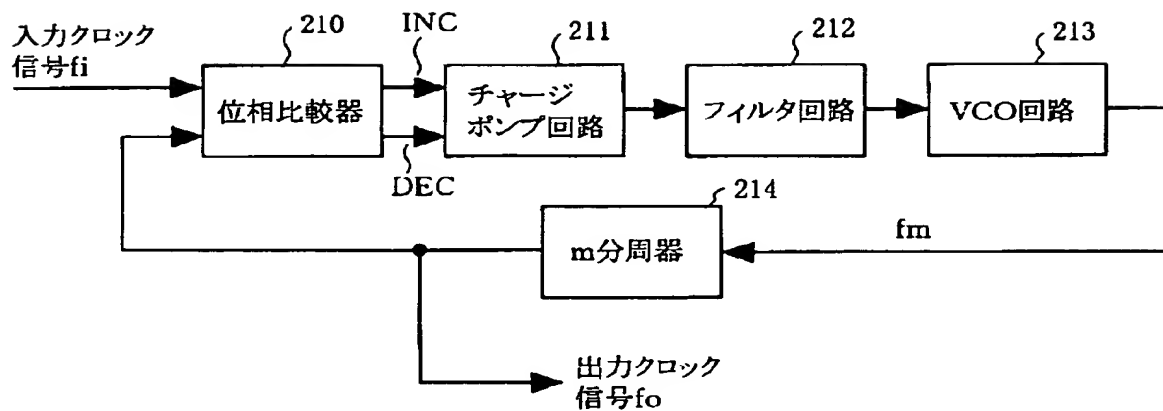 入力クロック
信号fi
210
INC
211
212
213
位相比較器
チャージ
ポンプ回路
フィルタ回路
VCO回路
DEC
214
m分周器
fm
出力クロック
信号fo